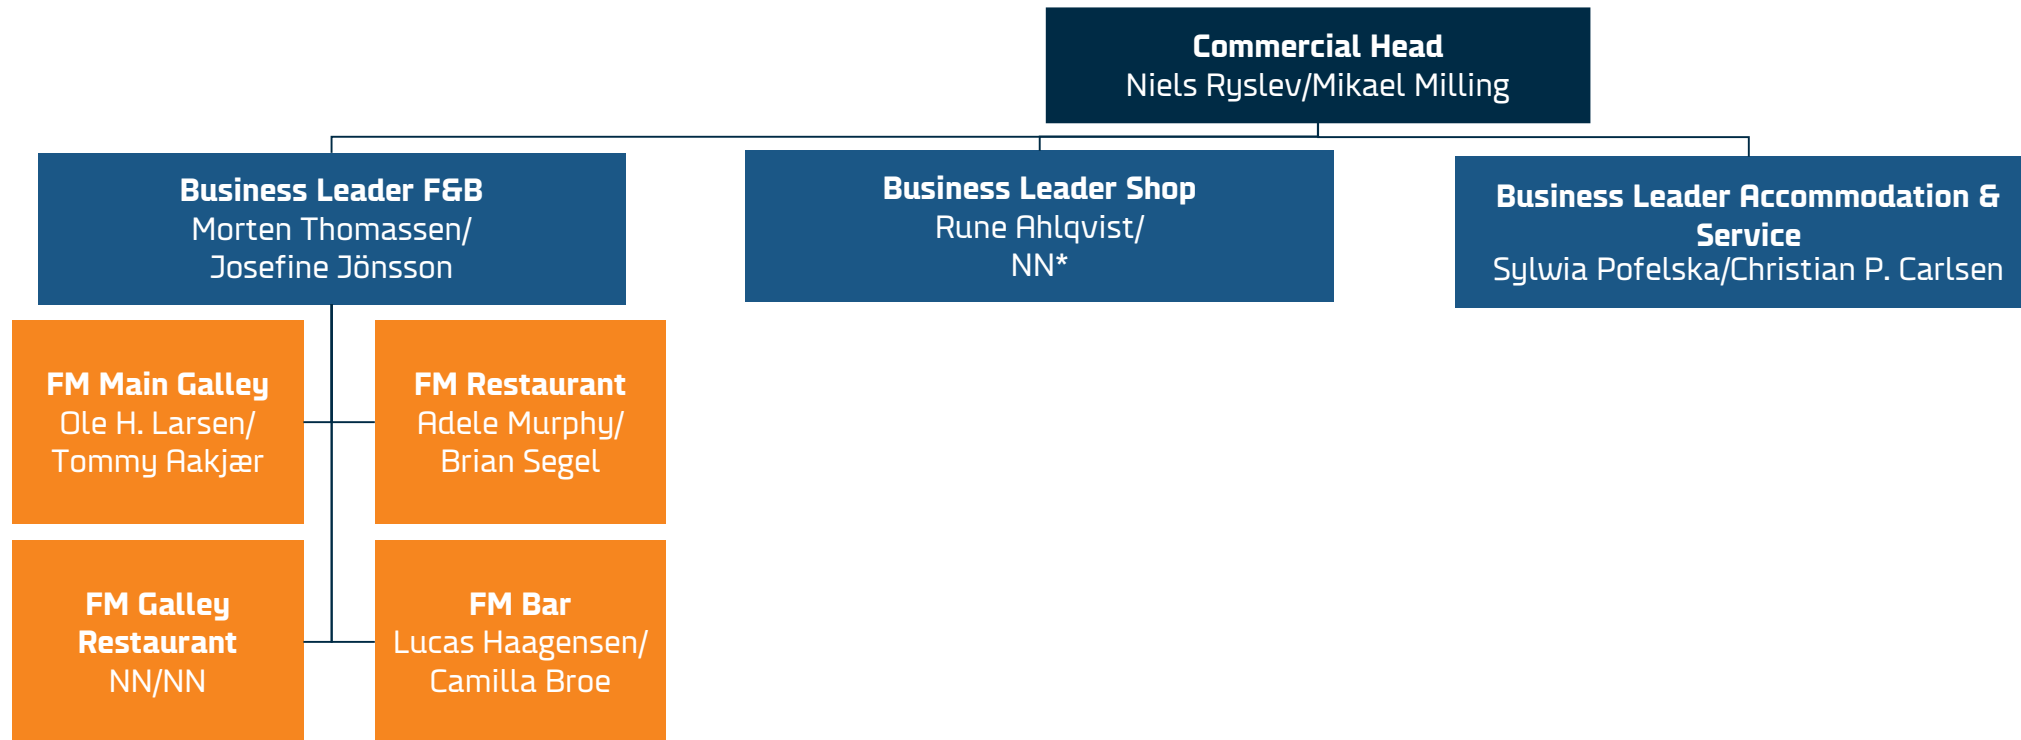 Commercial Head
Niels Ryslev/Mikael Milling
Business Leader F&B
Morten Thomassen/
Josefine Jönsson
Business Leader Shop
Rune Ahlqvist/
NN*
Business Leader Accommodation &
Service
Sylwia Pofelska/Christian P. Carlsen
FM Main Galley
Ole H. Larsen/
Tommy Aakjær
FM Restaurant
Adele Murphy/
Brian Segel
FM Galley
Restaurant
NN/NN
FM Bar
Lucas Haagensen/
Camilla Broe